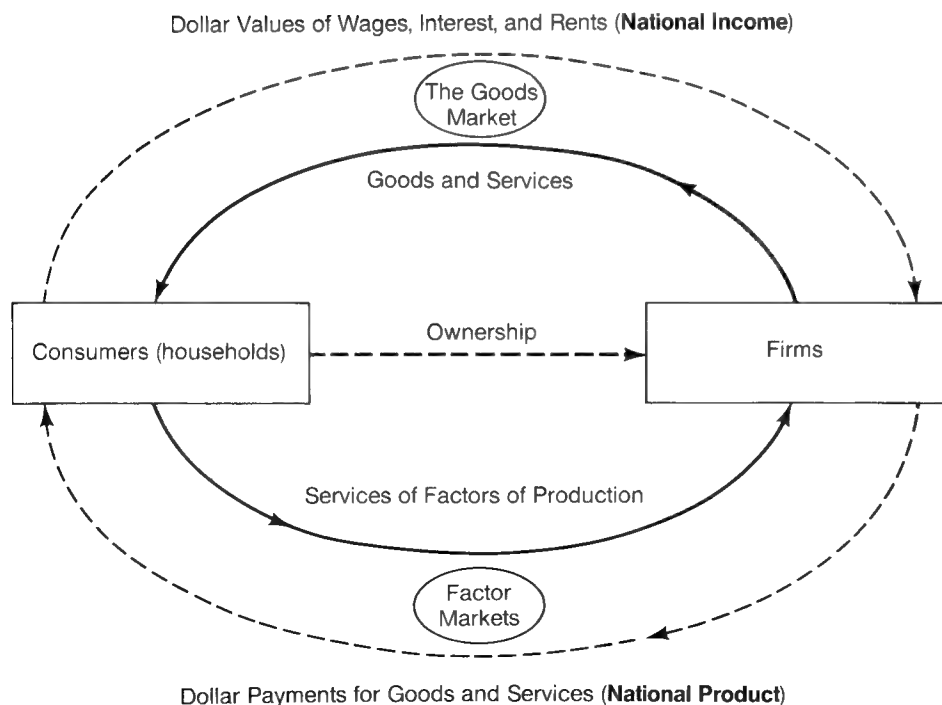 Dollar Values of Wages, Interest, and Rents (National Income)
The Goods
Market
Goods and Services
Consumers (households)
Ownership
Firms
Services of Factors of Production
Factor
Markets
Dollar Payments for Goods and Services (National Product)